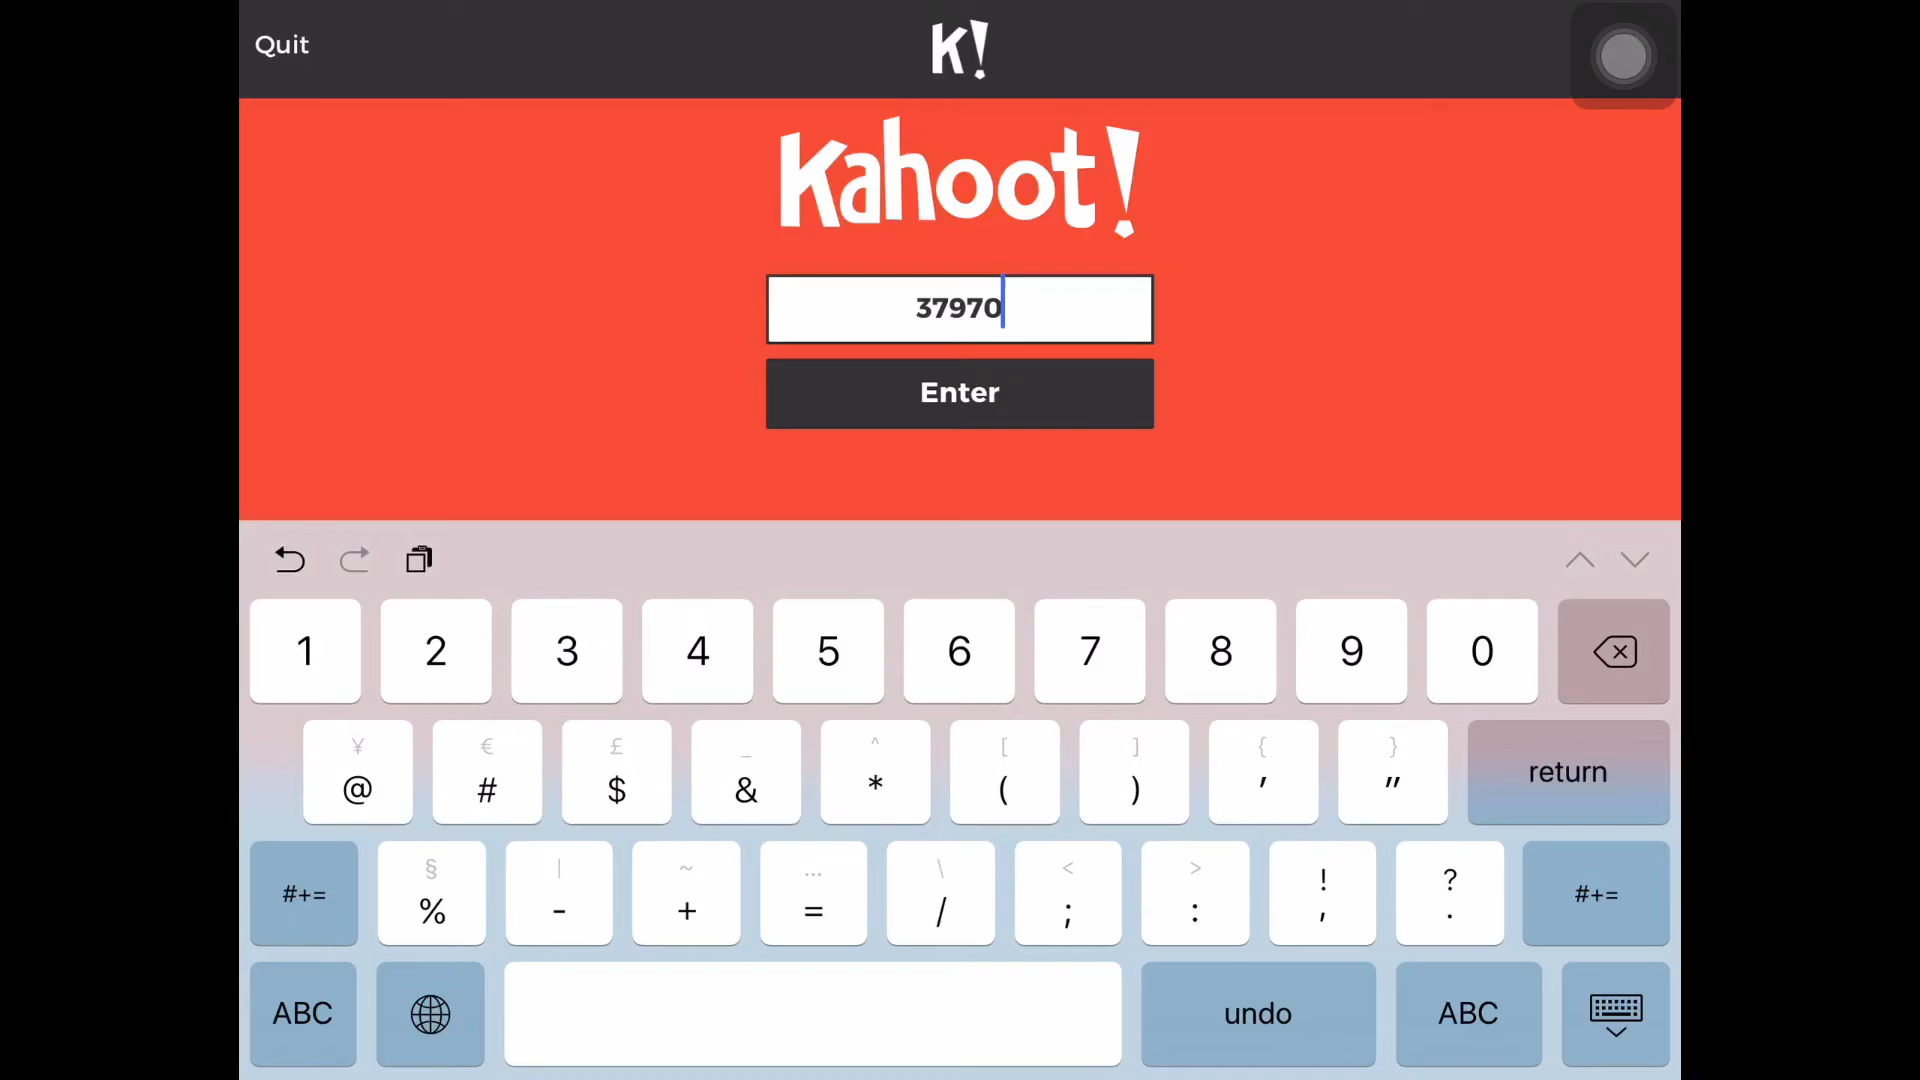 Quit
K!
Kahoot!
37970
Enter
1 2 3 4 5 6 7 8 9 0
¥ € £ _ ^ [ ] { }
@ # $ & * ( ) ' " return
§ | ~ … \ < > ! ?
#+= % - + = / ; : , . #+=
ABC undo ABC